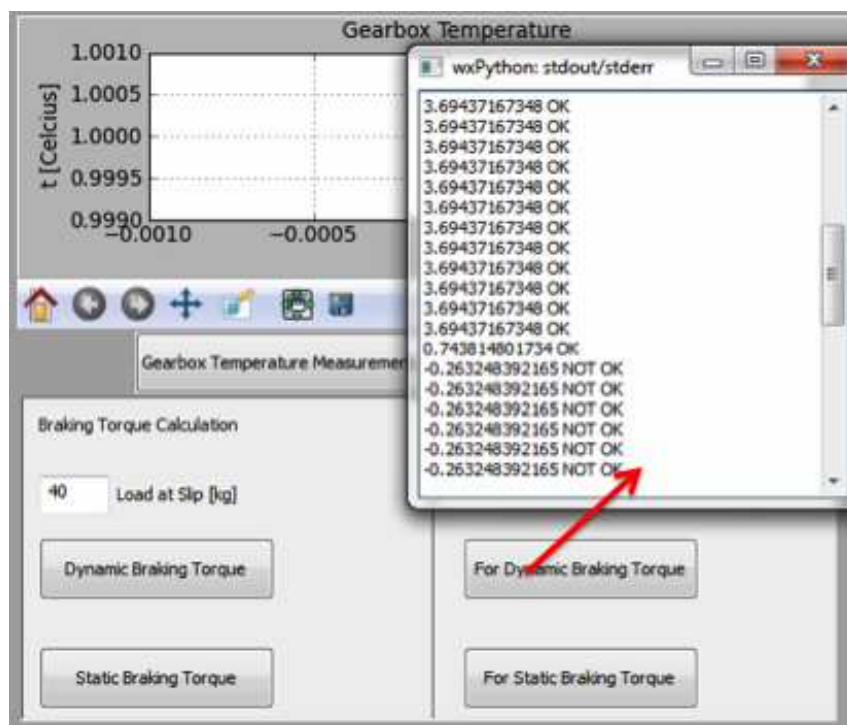 Gearbox Temperature
1.0010
1.0005
1.0000
0.9995
0.9990
t [Celcius]
−0.0010
−0.0005
wxPython: stdout/stderr
3.69437167348 OK
3.69437167348 OK
3.69437167348 OK
3.69437167348 OK
3.69437167348 OK
3.69437167348 OK
3.69437167348 OK
3.69437167348 OK
3.69437167348 OK
3.69437167348 OK
3.69437167348 OK
3.69437167348 OK
0.743814801734 OK
-0.263248392165 NOT OK
-0.263248392165 NOT OK
-0.263248392165 NOT OK
-0.263248392165 NOT OK
-0.263248392165 NOT OK
-0.263248392165 NOT OK
Gearbox Temperature Measuremen
Braking Torque Calculation
40 Load at Slip [kg]
Dynamic Braking Torque
For Dynamic Braking Torque
Static Braking Torque
For Static Braking Torque